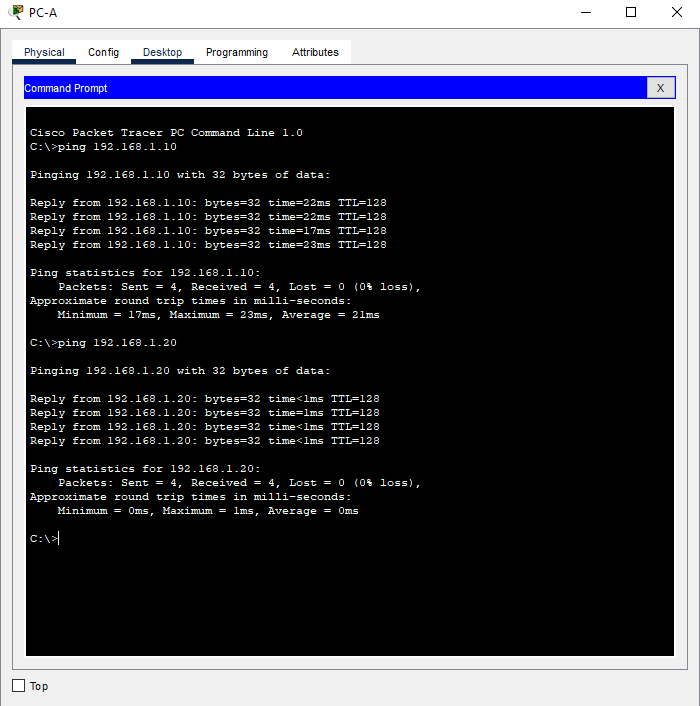 PC-A
Physical Config Desktop Programming Attributes
Command Prompt X
Cisco Packet Tracer PC Command Line 1.0
C:\>ping 192.168.1.10
Pinging 192.168.1.10 with 32 bytes of data:
Reply from 192.168.1.10: bytes=32 time=22ms TTL=128
Reply from 192.168.1.10: bytes=32 time=22ms TTL=128
Reply from 192.168.1.10: bytes=32 time=17ms TTL=128
Reply from 192.168.1.10: bytes=32 time=23ms TTL=128
Ping statistics for 192.168.1.10:
Packets: Sent = 4, Received = 4, Lost = 0 (0% loss),
Approximate round trip times in milli-seconds:
Minimum = 17ms, Maximum = 23ms, Average = 21ms
C:\>ping 192.168.1.20
Pinging 192.168.1.20 with 32 bytes of data:
Reply from 192.168.1.20: bytes=32 time<1ms TTL=128
Reply from 192.168.1.20: bytes=32 time=1ms TTL=128
Reply from 192.168.1.20: bytes=32 time<1ms TTL=128
Reply from 192.168.1.20: bytes=32 time<1ms TTL=128
Ping statistics for 192.168.1.20:
Packets: Sent = 4, Received = 4, Lost = 0 (0% loss),
Approximate round trip times in milli-seconds:
Minimum = 0ms, Maximum = 1ms, Average = 0ms
C:\>
Top